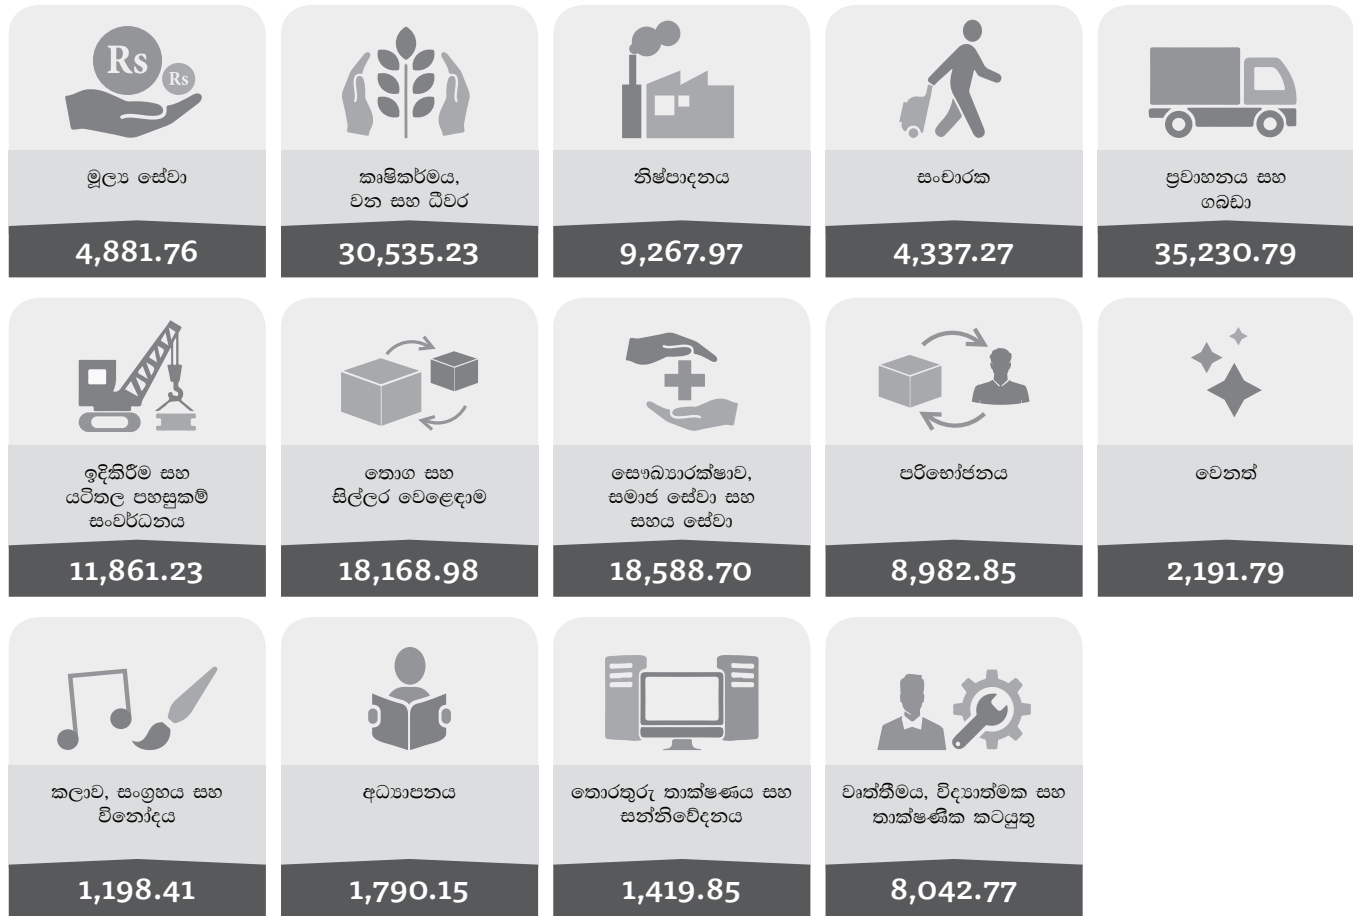 Rs
Rs
මූල්‍ය සේවා
4,881.76
කෘෂිකර්මය,
වන සහ ධීවර
30,535.23
නිෂ්පාදනය
9,267.97
සංචාරක
4,337.27
ප්‍රවාහනය සහ
ගබඩා
35,230.79
ඉදිකිරීම් සහ
යටිතල පහසුකම්
සංවර්ධනය
11,861.23
තොග සහ
සිල්ලර වෙළෙඳාම
18,168.98
සෞඛ්‍යාරක්ෂාව,
සමාජ සේවා සහ
සහය සේවා
18,588.70
පරිභෝජනය
8,982.85
වෙනත්
2,191.79
කලාව, සංග්‍රහය සහ
විනෝදය
1,198.41
අධ්‍යාපනය
1,790.15
තොරතුරු තාක්ෂණය සහ
සන්නිවේදනය
1,419.85
වෘත්තීමය, විද්‍යාත්මක සහ
තාක්ෂණික කටයුතු
8,042.77